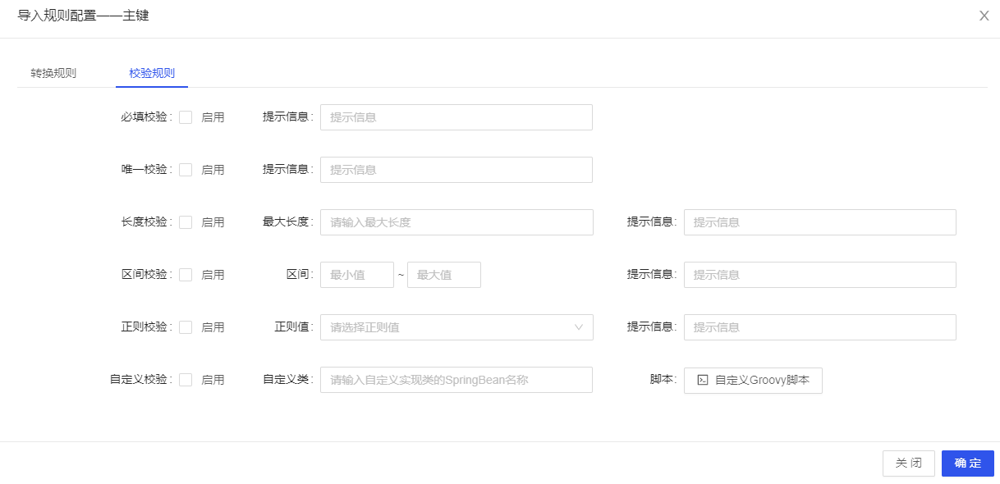 导入规则配置——主键 X
转换规则 校验规则
必填校验: 启用 提示信息: 提示信息
唯一校验: 启用 提示信息: 提示信息
长度校验: 启用 最大长度: 请输入最大长度 提示信息: 提示信息
区间校验: 启用 区间: 最小值 ~ 最大值 提示信息: 提示信息
正则校验: 启用 正则值: 请选择正则值 提示信息: 提示信息
自定义校验: 启用 自定义类: 请输入自定义实现类的SpringBean名称 脚本: 自定义Groovy脚本
关 闭 确 定